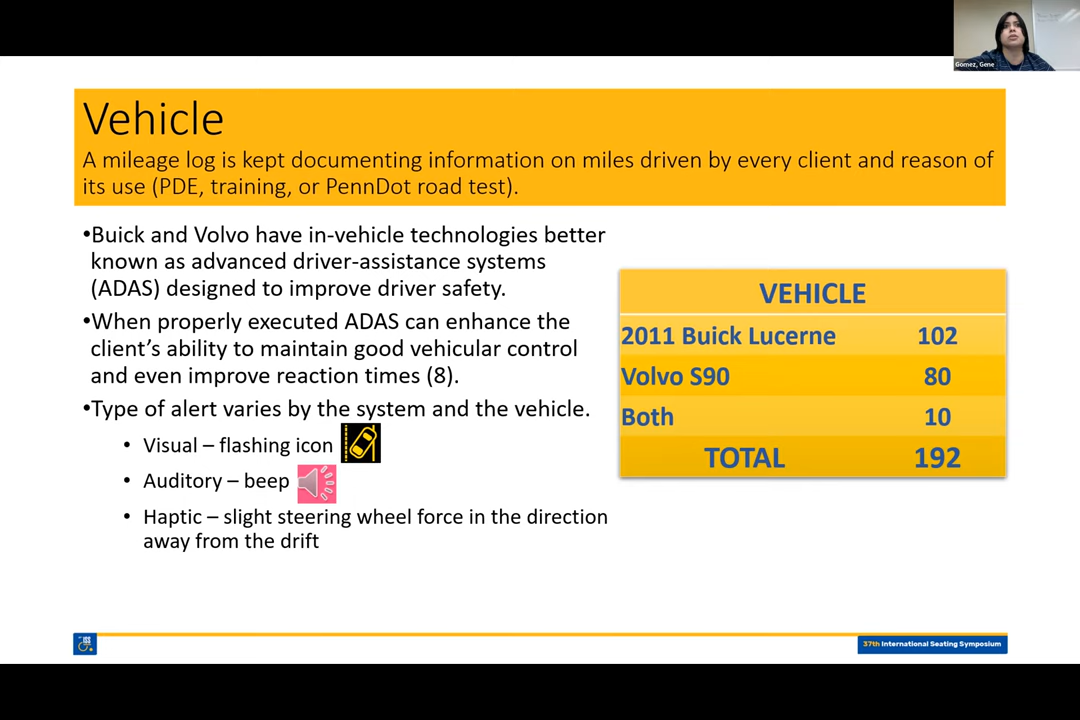 Gomez, Gene
Vehicle
A mileage log is kept documenting information on miles driven by every client and reason of
its use (PDE, training, or PennDot road test).
•Buick and Volvo have in-vehicle technologies better
known as advanced driver-assistance systems
(ADAS) designed to improve driver safety.
•When properly executed ADAS can enhance the
client’s ability to maintain good vehicular control
and even improve reaction times (8).
•Type of alert varies by the system and the vehicle.
• Visual – flashing icon
• Auditory – beep
• Haptic – slight steering wheel force in the direction
away from the drift
VEHICLE
2011 Buick Lucerne 102
Volvo S90 80
Both 10
TOTAL 192
ISS
37th International Seating Symposium